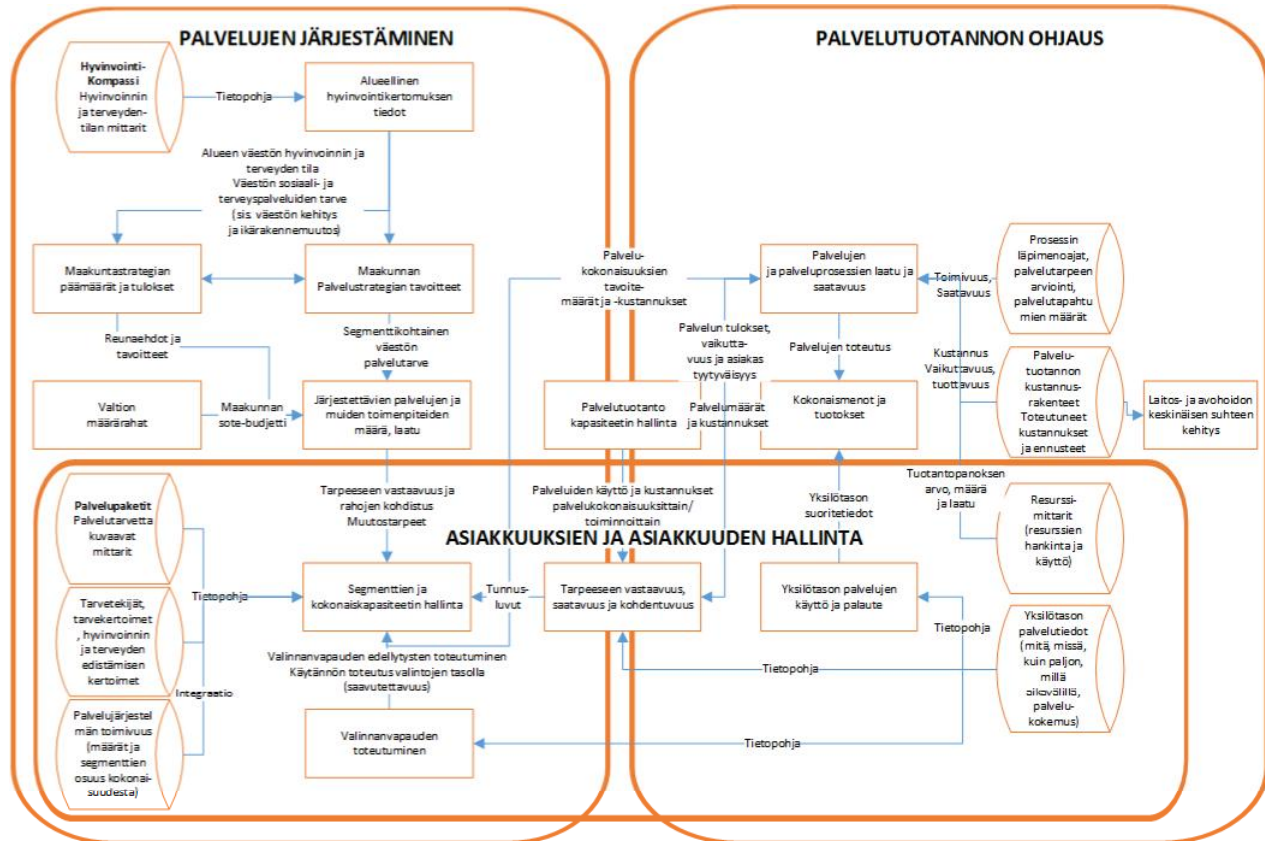 PALVELUJEN JÄRJESTÄMINEN
PALVELUTUOTANNON OHJAUS
Hyvinvointi-
Kompassi
Hyvinvoinnin
ja terveyden-
tilan mittarit
Tietopohja
Alueellinen
hyvinvointikertomuksen
tiedot
Alueen väestön hyvinvoinnin ja
terveyden tila
Väestön sosiaali- ja
terveyspalveluiden tarve
(sis. väestön kehitys
ja ikärakennemuutos)
Maakuntastrategian
päämäärät ja tulokset
Maakunnan
Palvelustrategian tavoitteet
Palvelu-
kokonaisuuksien
tavoite-
määrät ja -kustannukset
Palvelujen
ja palveluprosessien laatu ja
saatavuus
Toimivuus,
Saatavuus
Prosessin
läpimenoajat,
palvelutarpeen
arviointi,
palvelutapahtu
mien määrät
Reunaehdot ja
tavoitteet
Segmenttikohtainen
väestön
palvelutarve
Palvelun tulokset,
vaikutta-
vuus ja asiakas
tyytyväisyys
Palvelujen toteutus
Kustannus
Vaikuttavuus,
tuottavuus
Palvelu-
tuotannon
kustannus-
rakenteet
Toteutuneet
kustannukset
ja ennusteet
Laitos- ja avohoidon
keskinäisen suhteen
kehitys
Valtion
määrärahat
Maakunnan
sote-budjetti
Järjestettävien palvelujen ja
muiden toimenpiteiden
määrä, laatu
Palvelutuotanto
kapasiteetin hallinta
Palvelumäärät
ja kustannukset
Kokonaismenot ja
tuotokset
Tuotantopanoksen
arvo, määrä
ja laatu
Palvelupaketit
Palvelutarvetta
kuvaavat
mittarit
Tarpeeseen vastaavuus ja
rahojen kohdistus
Muutostarpeet
Palveluiden käyttö ja kustannukset
palvelukokonaisuuksittain/
toiminnoittain
Yksilötason
suoritetiedot
Resurssi-
mittarit
(resurssien
hankinta ja
käyttö)
ASIAKKUUKSIEN JA ASIAKKUUDEN HALLINTA
Tarvetekijät,
tarvekertoimet
, hyvinvoinnin
ja terveyden
edistämisen
kertoimet
Tietopohja
Segmenttien ja
kokonaiskapasiteetin hallinta
Tunnus-
luvut
Tarpeeseen vastaavuus,
saatavuus ja kohdentuvuus
Yksilötason palvelujen
käyttö ja palaute
Tietopohja
Yksilötason
palvelutiedot
(mitä, missä,
kuin paljon,
millä
aikavälillä,
palvelu-
kokemus)
Valinnanvapauden edellytysten toteutuminen
Käytännön toteutus valintojen tasolla
(saavutettavuus)
Tietopohja
Integraatio
Palvelujärjestel
män toimivuus
(määrät ja
segmenttien
osuus kokonai-
suudesta)
Valinnanvapauden
toteutuminen
Tietopohja